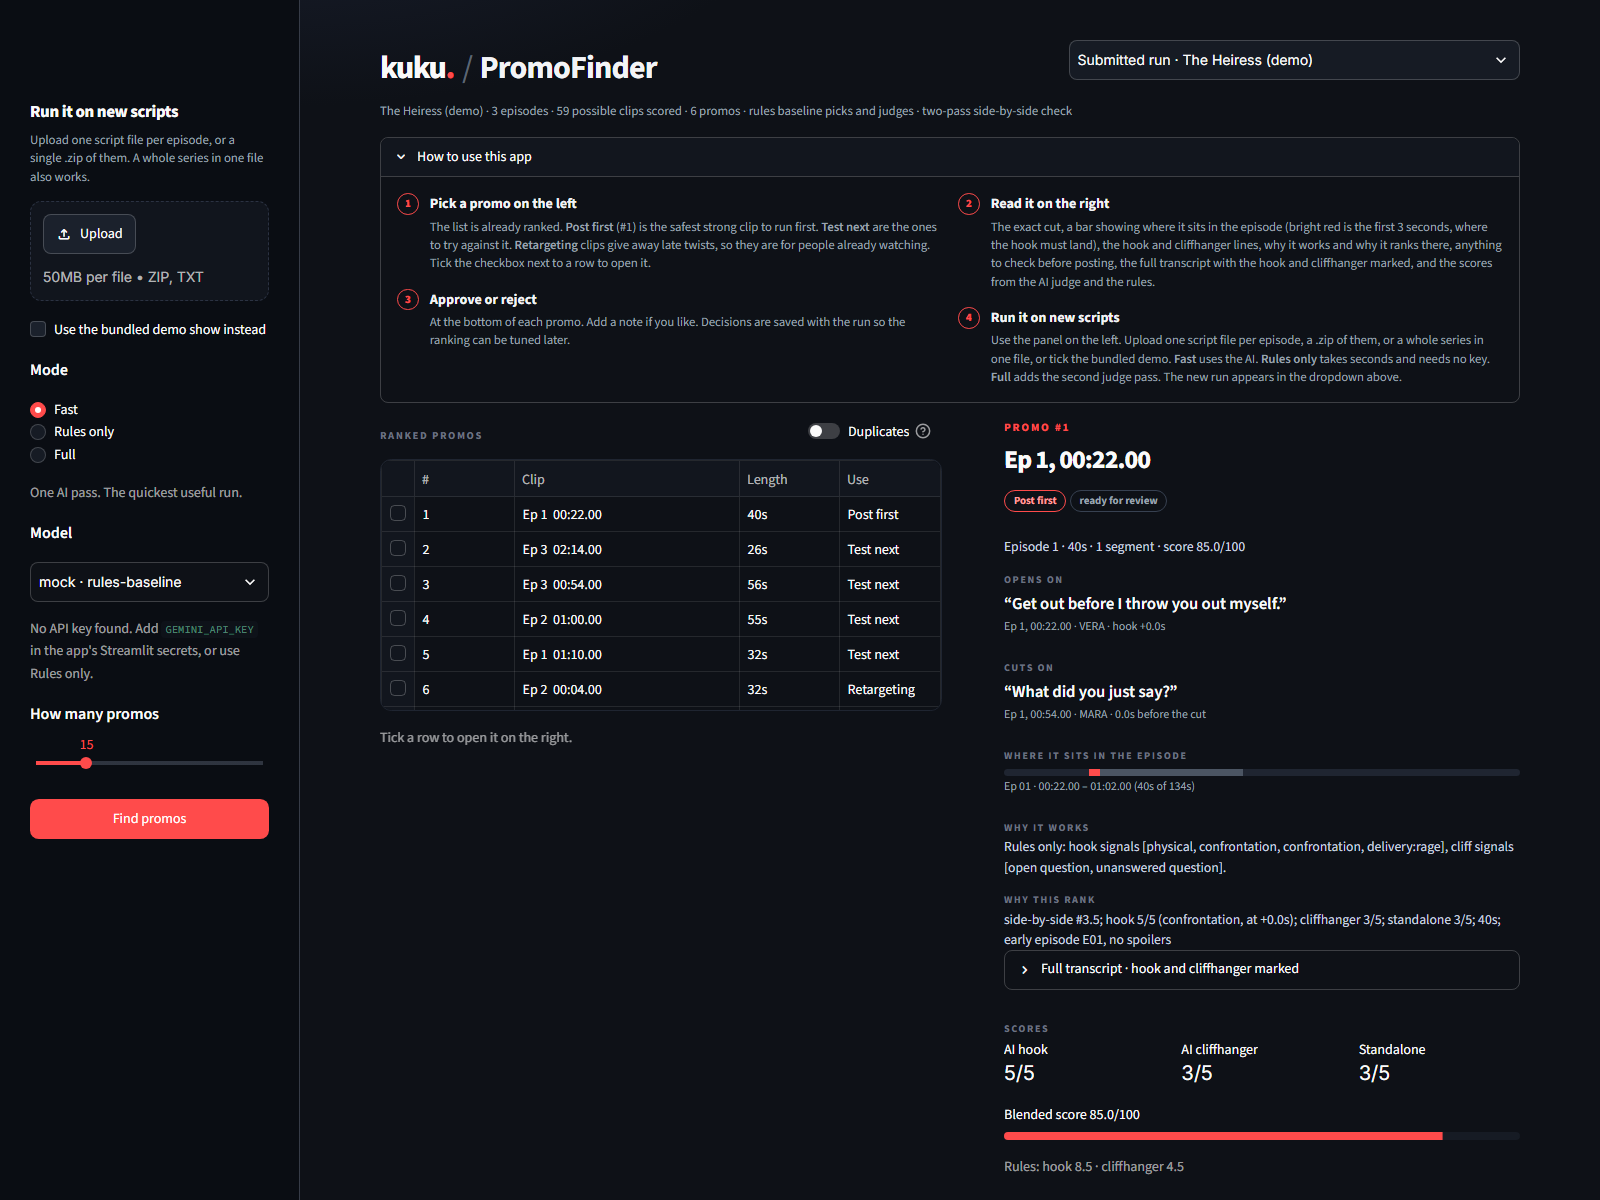 Run it on new scripts
Upload one script file per episode, or a
single .zip of them. A whole series in one file
also works.
Upload
50MB per file • ZIP, TXT
Use the bundled demo show instead
Mode
Fast
Rules only
Full
One AI pass. The quickest useful run.
Model
mock · rules-baseline
No API key found. Add GEMINI_API_KEY
in the app's Streamlit secrets, or use
Rules only.
How many promos
15
Find promos
kuku. / PromoFinder
Submitted run · The Heiress (demo)
The Heiress (demo) · 3 episodes · 59 possible clips scored · 6 promos · rules baseline picks and judges · two-pass side-by-side check
How to use this app
1 Pick a promo on the left
The list is already ranked. Post first (#1) is the safest strong clip to run first. Test next are the ones
to try against it. Retargeting clips give away late twists, so they are for people already watching.
Tick the checkbox next to a row to open it.
2 Read it on the right
The exact cut, a bar showing where it sits in the episode (bright red is the first 3 seconds, where
the hook must land), the hook and cliffhanger lines, why it works and why it ranks there, anything
to check before posting, the full transcript with the hook and cliffhanger marked, and the scores
from the AI judge and the rules.
3 Approve or reject
At the bottom of each promo. Add a note if you like. Decisions are saved with the run so the
ranking can be tuned later.
4 Run it on new scripts
Use the panel on the left. Upload one script file per episode, a .zip of them, or a whole series in
one file, or tick the bundled demo. Fast uses the AI. Rules only takes seconds and needs no key.
Full adds the second judge pass. The new run appears in the dropdown above.
RANKED PROMOS
Duplicates ?
# Clip Length Use
1 Ep 1 00:22.00 40s Post first
2 Ep 3 02:14.00 26s Test next
3 Ep 3 00:54.00 56s Test next
4 Ep 2 01:00.00 55s Test next
5 Ep 1 01:10.00 32s Test next
6 Ep 2 00:04.00 32s Retargeting
Tick a row to open it on the right.
PROMO #1
Ep 1, 00:22.00
Post first
ready for review
Episode 1 · 40s · 1 segment · score 85.0/100
OPENS ON
“Get out before I throw you out myself.”
Ep 1, 00:22.00 · VERA · hook +0.0s
CUTS ON
“What did you just say?”
Ep 1, 00:54.00 · MARA · 0.0s before the cut
WHERE IT SITS IN THE EPISODE
Ep 01 · 00:22.00 – 01:02.00 (40s of 134s)
WHY IT WORKS
Rules only: hook signals [physical, confrontation, confrontation, delivery:rage], cliff signals
[open question, unanswered question].
WHY THIS RANK
side-by-side #3.5; hook 5/5 (confrontation, at +0.0s); cliffhanger 3/5; standalone 3/5; 40s;
early episode E01, no spoilers
Full transcript · hook and cliffhanger marked
SCORES
AI hook AI cliffhanger Standalone
5/5 3/5 3/5
Blended score 85.0/100
Rules: hook 8.5 · cliffhanger 4.5